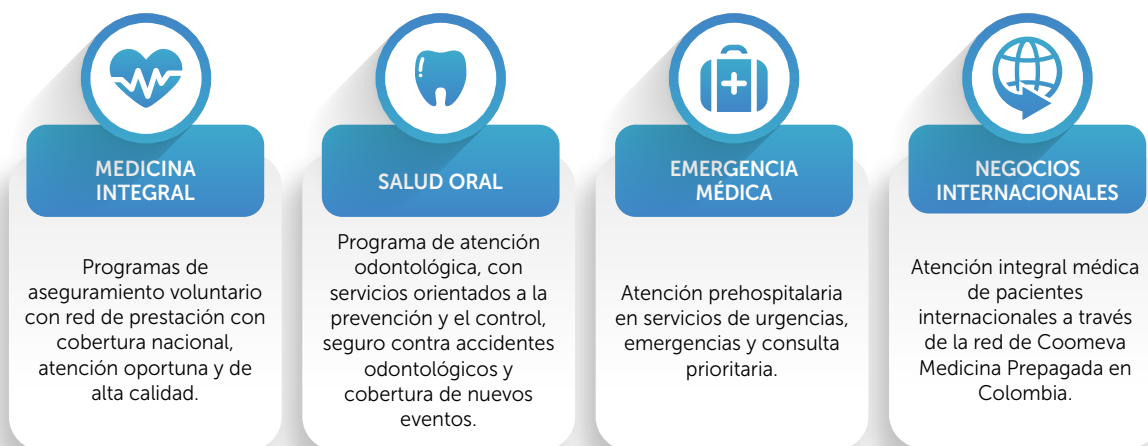 MEDICINA
INTEGRAL
Programas de
aseguramiento voluntario
con red de prestación con
cobertura nacional,
atención oportuna y de
alta calidad.
SALUD ORAL
Programa de atención
odontológica, con
servicios orientados a la
prevención y el control,
seguro contra accidentes
odontológicos y
cobertura de nuevos
eventos.
EMERGENCIA
MÉDICA
Atención prehospitalaria
en servicios de urgencias,
emergencias y consulta
prioritaria.
NEGOCIOS
INTERNACIONALES
Atención integral médica
de pacientes
internacionales a través
de la red de Coomeva
Medicina Prepagada en
Colombia.